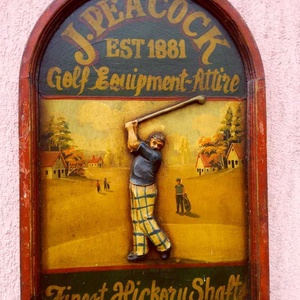 J. PEACOCK
EST 1881
Golf Equipment-Attire
Finest Hickory Shafts